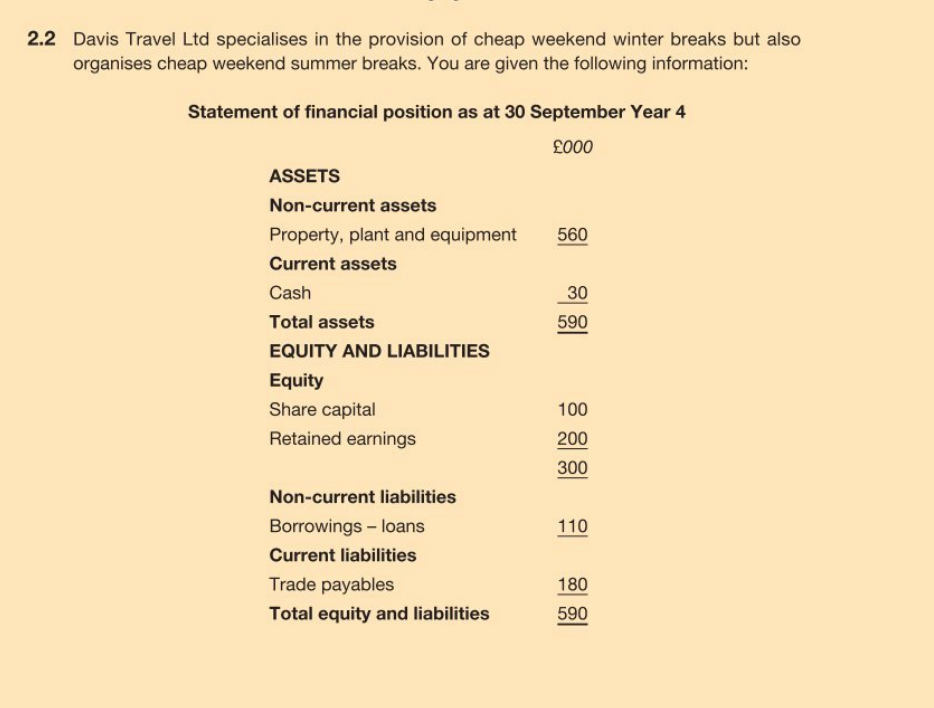 2.2 Davis Travel Ltd specialises in the provision of cheap weekend winter breaks but also
organises cheap weekend summer breaks. You are given the following information:
Statement of financial position as at 30 September Year 4
£000
ASSETS
Non-current assets
Property, plant and equipment 560
Current assets
Cash 30
Total assets 590
EQUITY AND LIABILITIES
Equity
Share capital 100
Retained earnings 200
300
Non-current liabilities
Borrowings – loans 110
Current liabilities
Trade payables 180
Total equity and liabilities 590